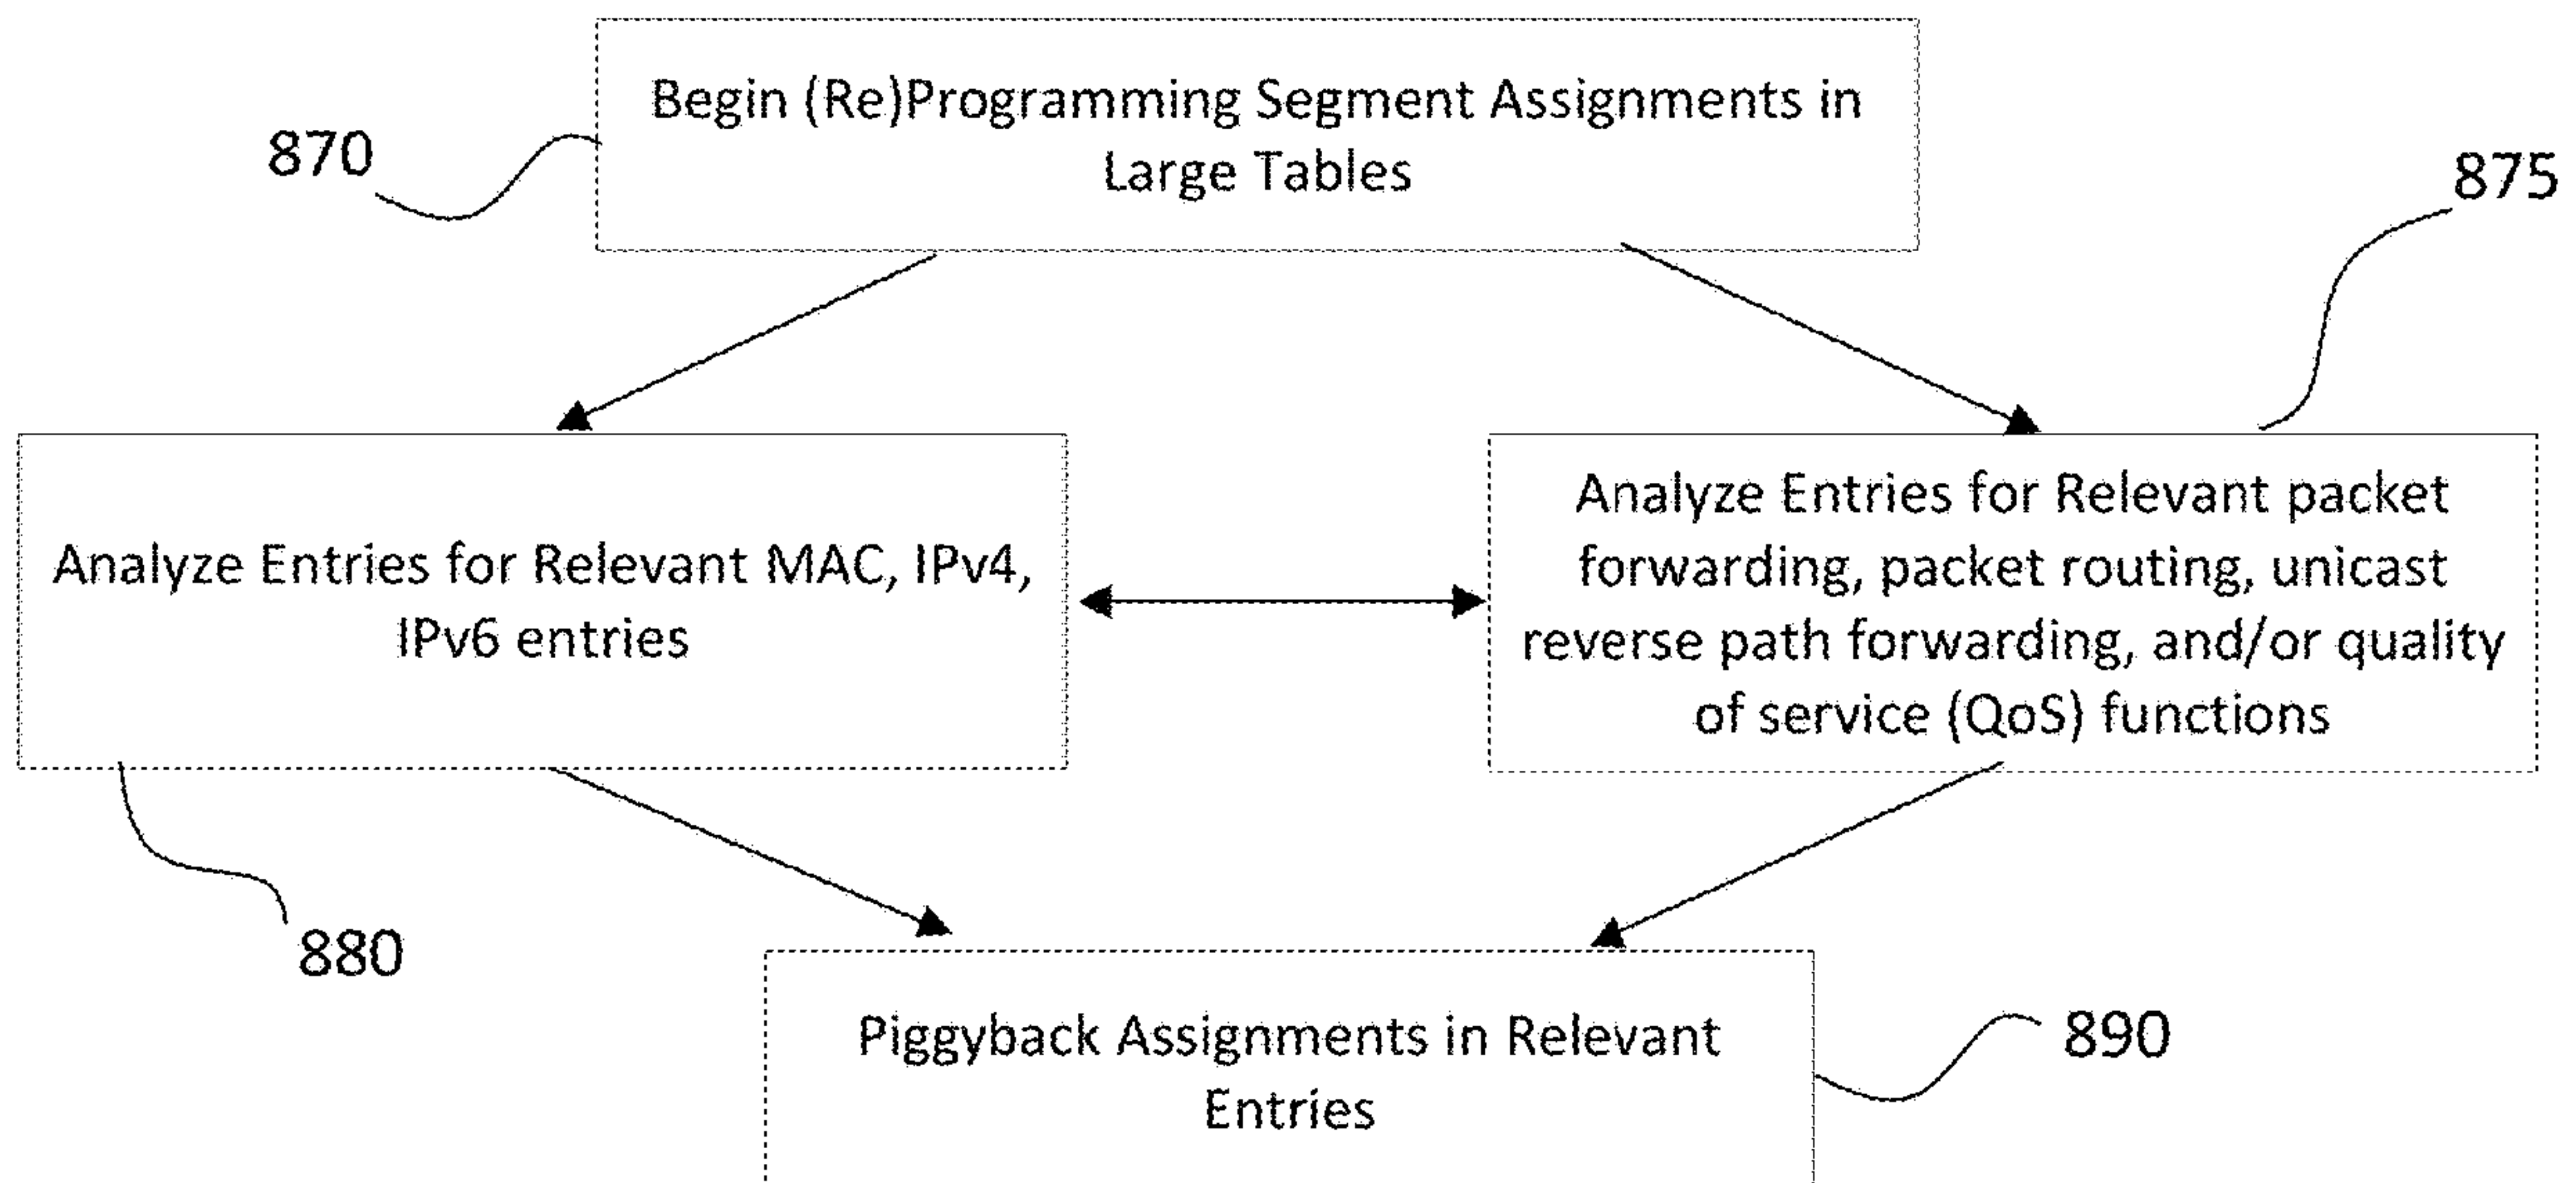 Begin (Re)Programming Segment Assignments in
Large Tables
870
875
Analyze Entries for Relevant MAC, IPv4,
IPv6 entries
Analyze Entries for Relevant packet
forwarding, packet routing, unicast
reverse path forwarding, and/or quality
of service (QoS) functions
880
Piggyback Assignments in Relevant
Entries
890